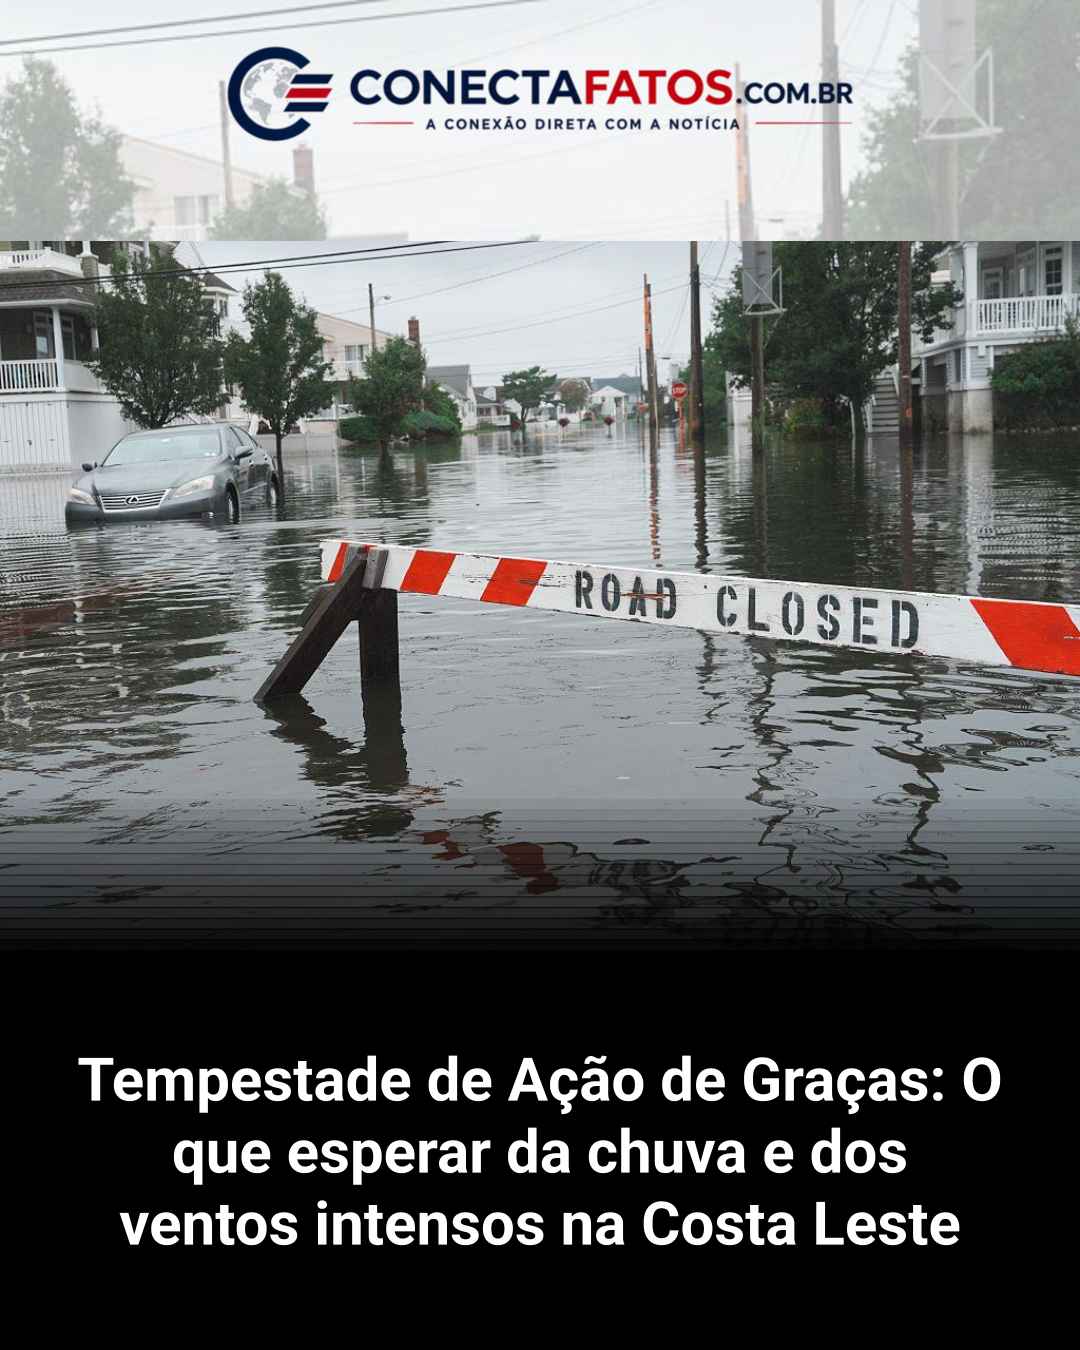 CONECTAFATOS.COM.BR
A CONEXÃO DIRETA COM A NOTÍCIA
STOP
ROAD CLOSED
Tempestade de Ação de Graças: O
que esperar da chuva e dos
ventos intensos na Costa Leste